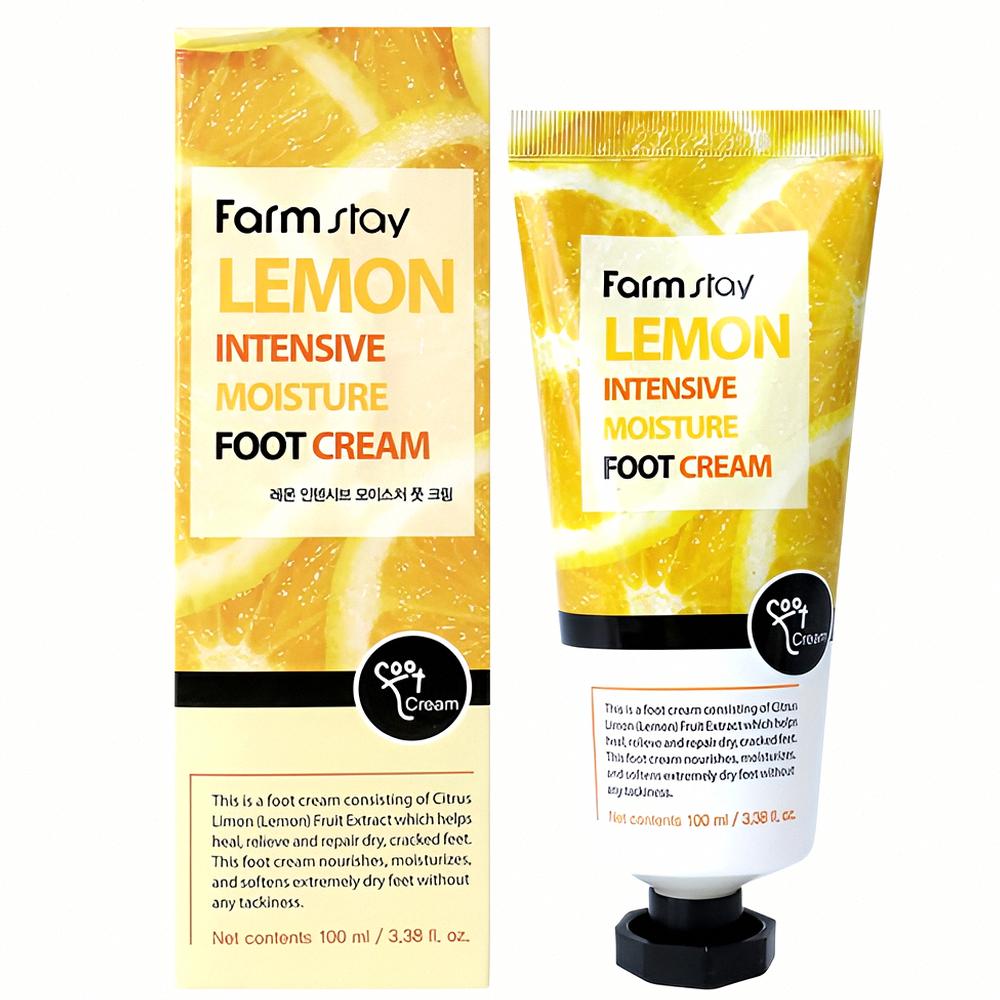 Farm stay
LEMON
INTENSIVE
MOISTURE
FOOT CREAM
레몬 인텐시브 모이스처 풋 크림
Foot
Cream
This is a foot cream consisting of Citrus
Limon (Lemon) Fruit Extract which helps
heal, relieve and repair dry, cracked feet.
This foot cream nourishes, moisturizes,
and softens extremely dry feet without
any tackiness.
Net contents 100 ml / 3.38 fl. oz.
Farm stay
LEMON
INTENSIVE
MOISTURE
FOOT CREAM
Foot
Cream
This is a foot cream consisting of Citrus
Limon (Lemon) Fruit Extract which helps
heal, relieve and repair dry, cracked feet.
This foot cream nourishes, moisturizes,
and softens extremely dry feet without
any tackiness.
Net contents 100 ml / 3.38 fl. oz.